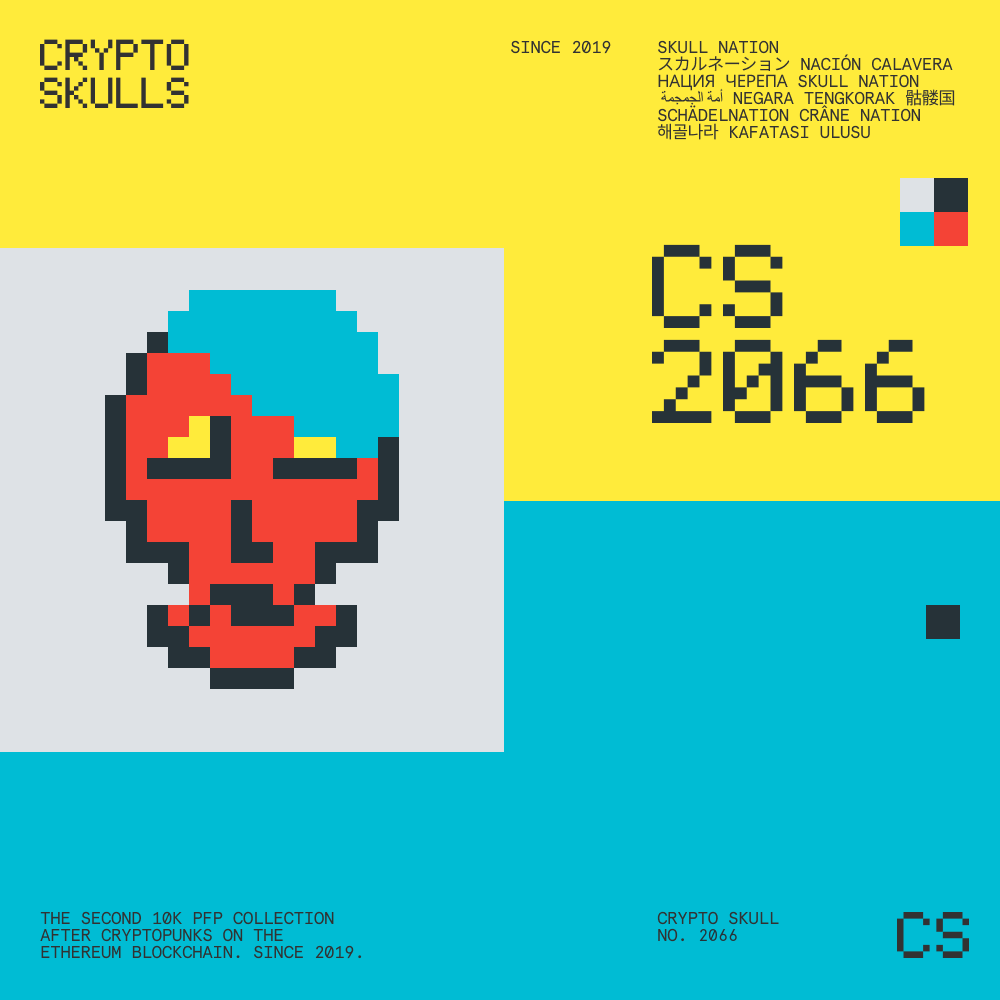 CRYPTO
SKULLS
SINCE 2019
SKULL NATION
スカルネーション NACIÓN CALAVERA
НАЦИЯ ЧЕРЕПА SKULL NATION
أمة الجمجمة NEGARA TENGKORAK 骷髅国
SCHÄDELNATION CRÂNE NATION
해골나라 KAFATASI ULUSU
CS
2066
THE SECOND 10K PFP COLLECTION
AFTER CRYPTOPUNKS ON THE
ETHEREUM BLOCKCHAIN. SINCE 2019.
CRYPTO SKULL
NO. 2066
CS